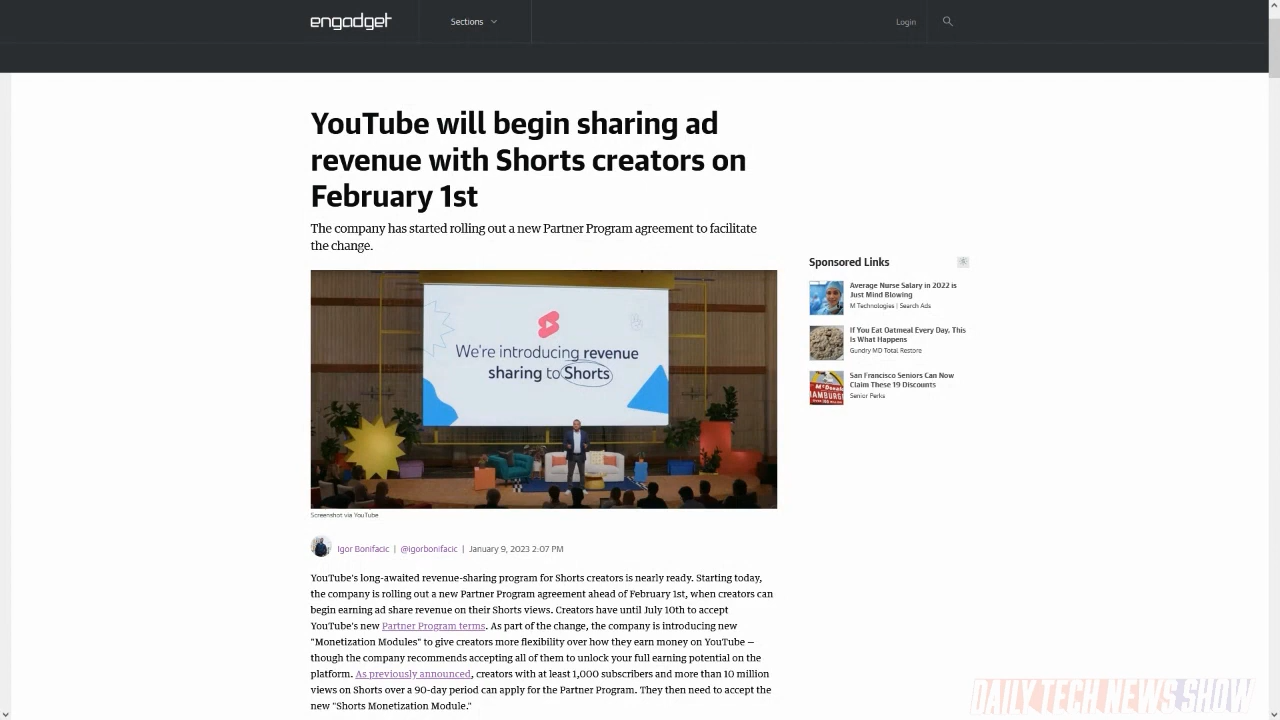 engadget
Sections
Login
YouTube will begin sharing ad
revenue with Shorts creators on
February 1st
The company has started rolling out a new Partner Program agreement to facilitate
the change.
We're introducing revenue
sharing to Shorts
Screenshot via YouTube
Igor Bonifacic | @igorbonifacic | January 9, 2023 2:07 PM
YouTube's long-awaited revenue-sharing program for Shorts creators is nearly ready. Starting today,
the company is rolling out a new Partner Program agreement ahead of February 1st, when creators can
begin earning ad share revenue on their Shorts views. Creators have until July 10th to accept
YouTube's new Partner Program terms. As part of the change, the company is introducing new
"Monetization Modules" to give creators more flexibility over how they earn money on YouTube —
though the company recommends accepting all of them to unlock your full earning potential on the
platform. As previously announced, creators with at least 1,000 subscribers and more than 10 million
views on Shorts over a 90-day period can apply for the Partner Program. They then need to accept the
new "Shorts Monetization Module."
Sponsored Links
Average Nurse Salary in 2022 is
Just Mind Blowing
M Technologies | Search Ads
If You Eat Oatmeal Every Day, This
Is What Happens
Gundry MD Total Restore
McDonald
HAMBURG
San Francisco Seniors Can Now
Claim These 19 Discounts
Senior Perks
DAILY TECH NEWS SHOW